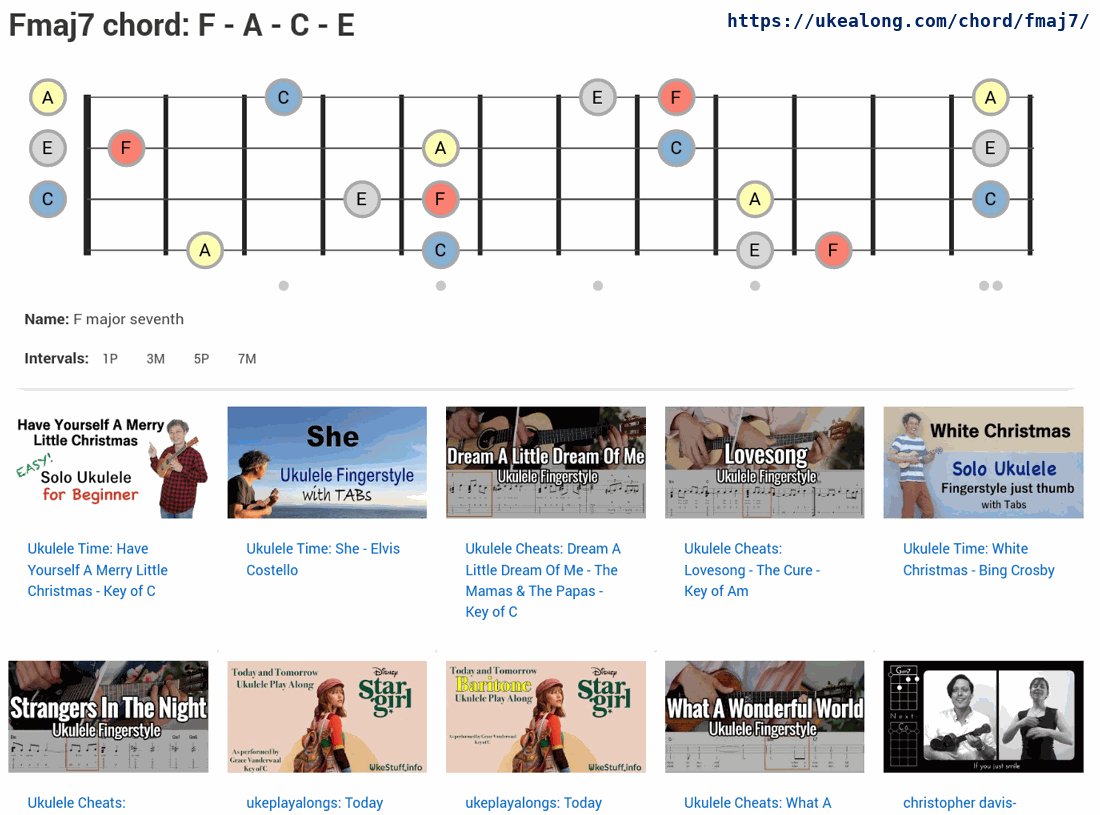 Fmaj7 chord: F - A - C - E
https://ukealong.com/chord/fmaj7/
A C E F A
E F A C E
C E F A C
A C E F
Name: F major seventh
Intervals: 1P 3M 5P 7M
Have Yourself A Merry
Little Christmas
EASY!
Solo Ukulele
for Beginner
She
Ukulele Fingerstyle
with TABs
Dream A Little Dream Of Me
Ukulele Fingerstyle
Lovesong
Ukulele Fingerstyle
White Christmas
Solo Ukulele
Fingerstyle just thumb
with Tabs
Ukulele Time: Have
Yourself A Merry Little
Christmas - Key of C
Ukulele Time: She - Elvis
Costello
Ukulele Cheats: Dream A
Little Dream Of Me - The
Mamas & The Papas -
Key of C
Ukulele Cheats:
Lovesong - The Cure -
Key of Am
Ukulele Time: White
Christmas - Bing Crosby
Strangers In The Night
Ukulele Fingerstyle
Today and Tomorrow
Ukulele Play Along
Disney
Stargirl
As performed by
Grace Vanderwaal
Key of C
UkeStuff.info
Today and Tomorrow
Baritone
Ukulele Play Along
Disney
Stargirl
As performed by Grace Vanderwaal
Key of C
UkeStuff.info
What A Wonderful World
Ukulele Fingerstyle
Gm7
Next
If you just smile
Ukulele Cheats:
ukeplayalongs: Today
ukeplayalongs: Today
Ukulele Cheats: What A
christopher davis-